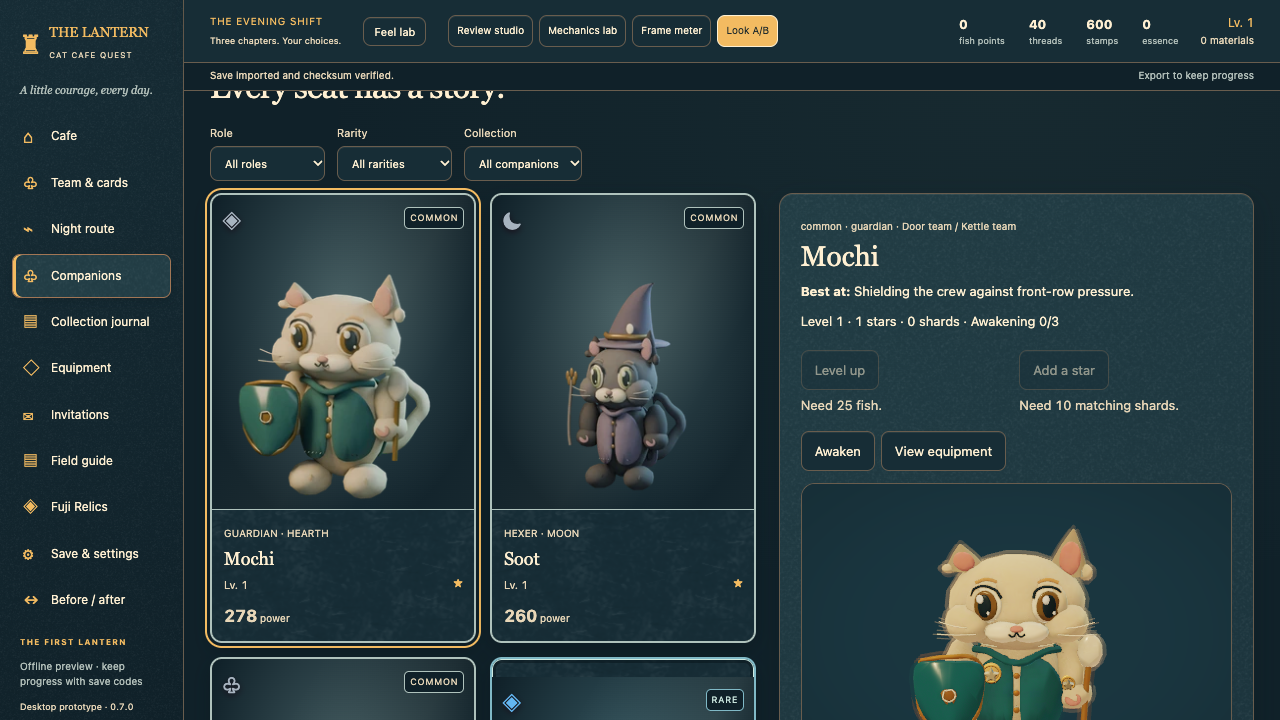 THE LANTERN
CAT CAFE QUEST
A little courage, every day.
Cafe
Team & cards
Night route
Companions
Collection journal
Equipment
Invitations
Field guide
Fuji Relics
Save & settings
Before / after
THE FIRST LANTERN
Offline preview · keep
progress with save codes
Desktop prototype · 0.7.0
THE EVENING SHIFT
Three chapters. Your choices.
Feel lab
Review studio
Mechanics lab
Frame meter
Look A/B
0
fish points
40
threads
600
stamps
0
essence
Lv. 1
0 materials
Save imported and checksum verified.
Export to keep progress
Every seat has a story.
Role
Rarity
Collection
All roles
All rarities
All companions
COMMON
GUARDIAN · HEARTH
Mochi
Lv. 1
278 power
COMMON
HEXER · MOON
Soot
Lv. 1
260 power
COMMON
RARE
common · guardian · Door team / Kettle team
Mochi
Best at: Shielding the crew against front-row pressure.
Level 1 · 1 stars · 0 shards · Awakening 0/3
Level up
Need 25 fish.
Add a star
Need 10 matching shards.
Awaken
View equipment